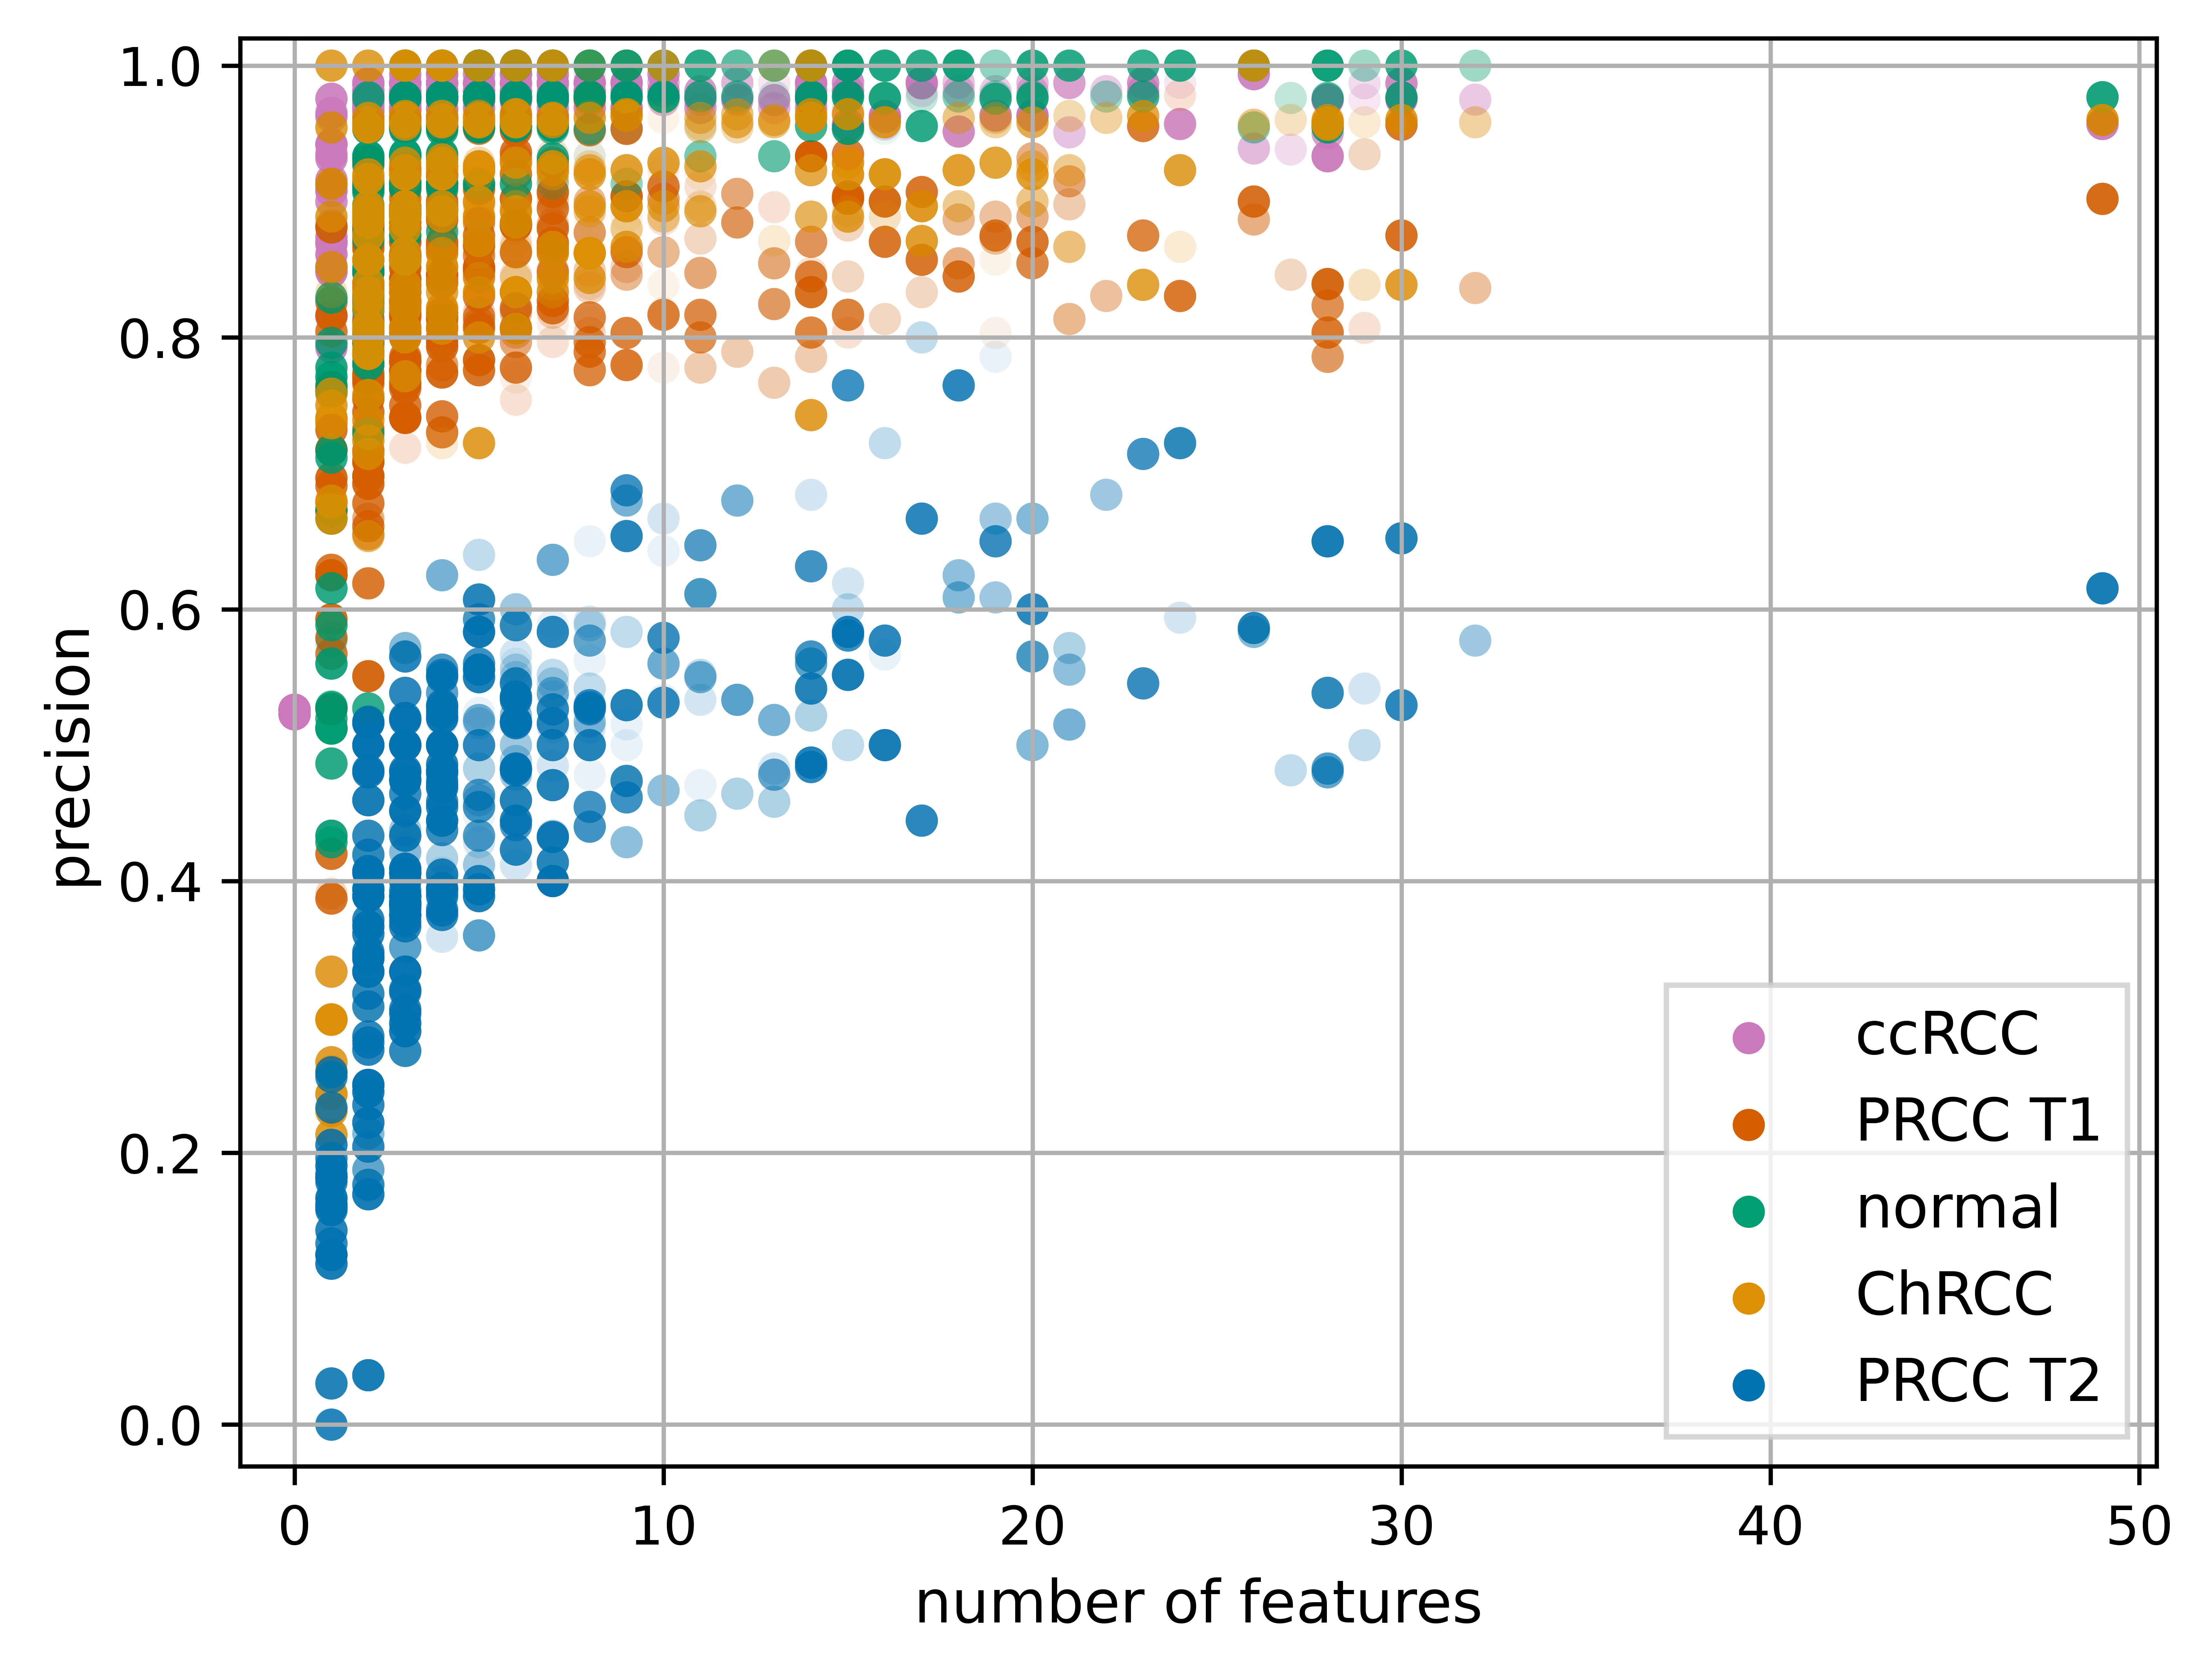 1.0
0.8
0.6
0.4
0.2
0.0
precision
0 10 20 30 40 50
number of features
ccRCC
PRCC T1
normal
ChRCC
PRCC T2